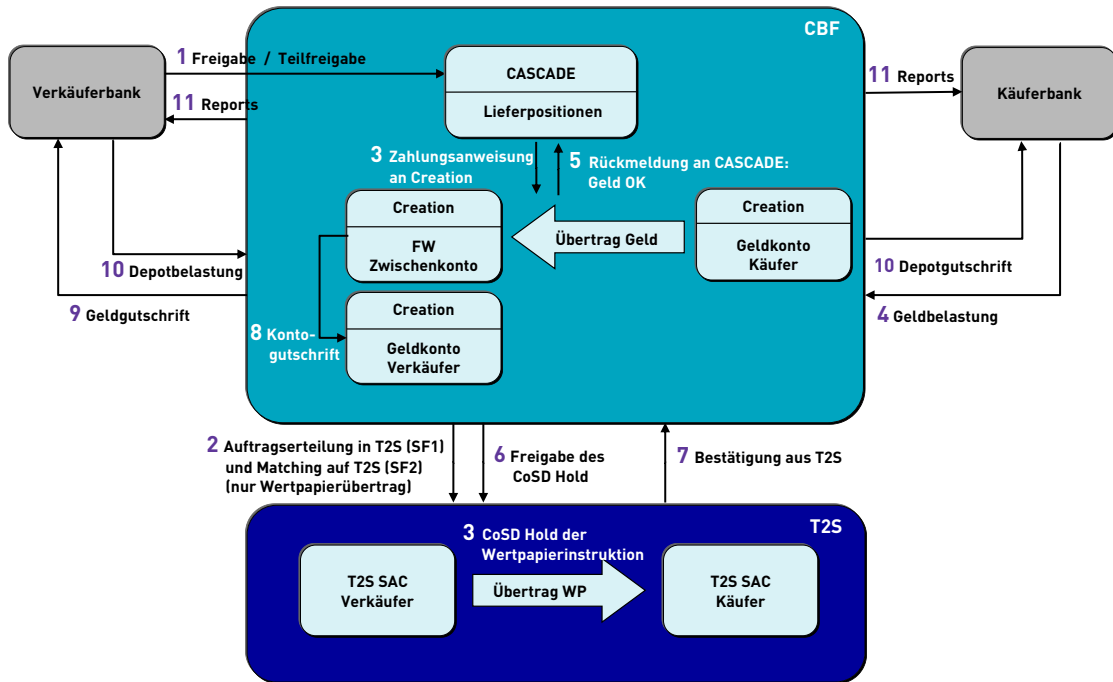 CBF
1 Freigabe / Teilfreigabe
CASCADE
Lieferpositionen
Verkäuferbank
11 Reports
11 Reports
Käuferbank
3 Zahlungsanweisung
an Creation
5 Rückmeldung an CASCADE:
Geld OK
Creation
FW
Zwischenkonto
Übertrag Geld
Creation
Geldkonto
Käufer
10 Depotbelastung
9 Geldgutschrift
10 Depotgutschrift
4 Geldbelastung
8 Konto-
gutschrift
Creation
Geldkonto
Verkäufer
2 Auftragserteilung in T2S (SF1)
und Matching auf T2S (SF2)
(nur Wertpapierübertrag)
6 Freigabe des
CoSD Hold
7 Bestätigung aus T2S
T2S
3 CoSD Hold der
Wertpapierinstruktion
T2S SAC
Verkäufer
Übertrag WP
T2S SAC
Käufer